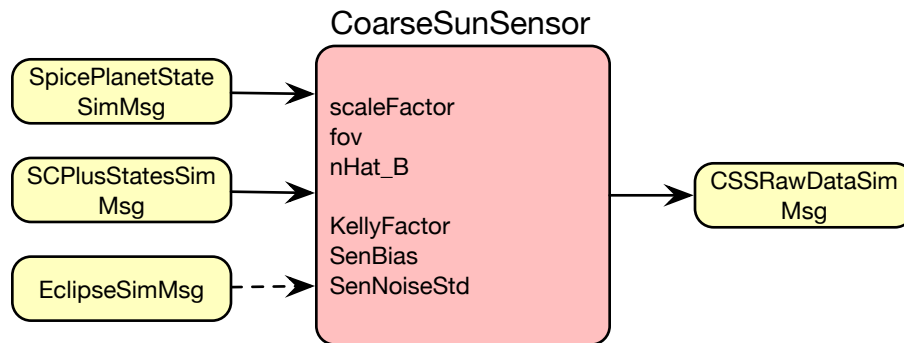 CoarseSunSensor
SpicePlanetState
SimMsg
SCPlusStatesSim
Msg
EclipseSimMsg
scaleFactor
fov
nHat_B
KellyFactor
SenBias
SenNoiseStd
CSSRawDataSim
Msg